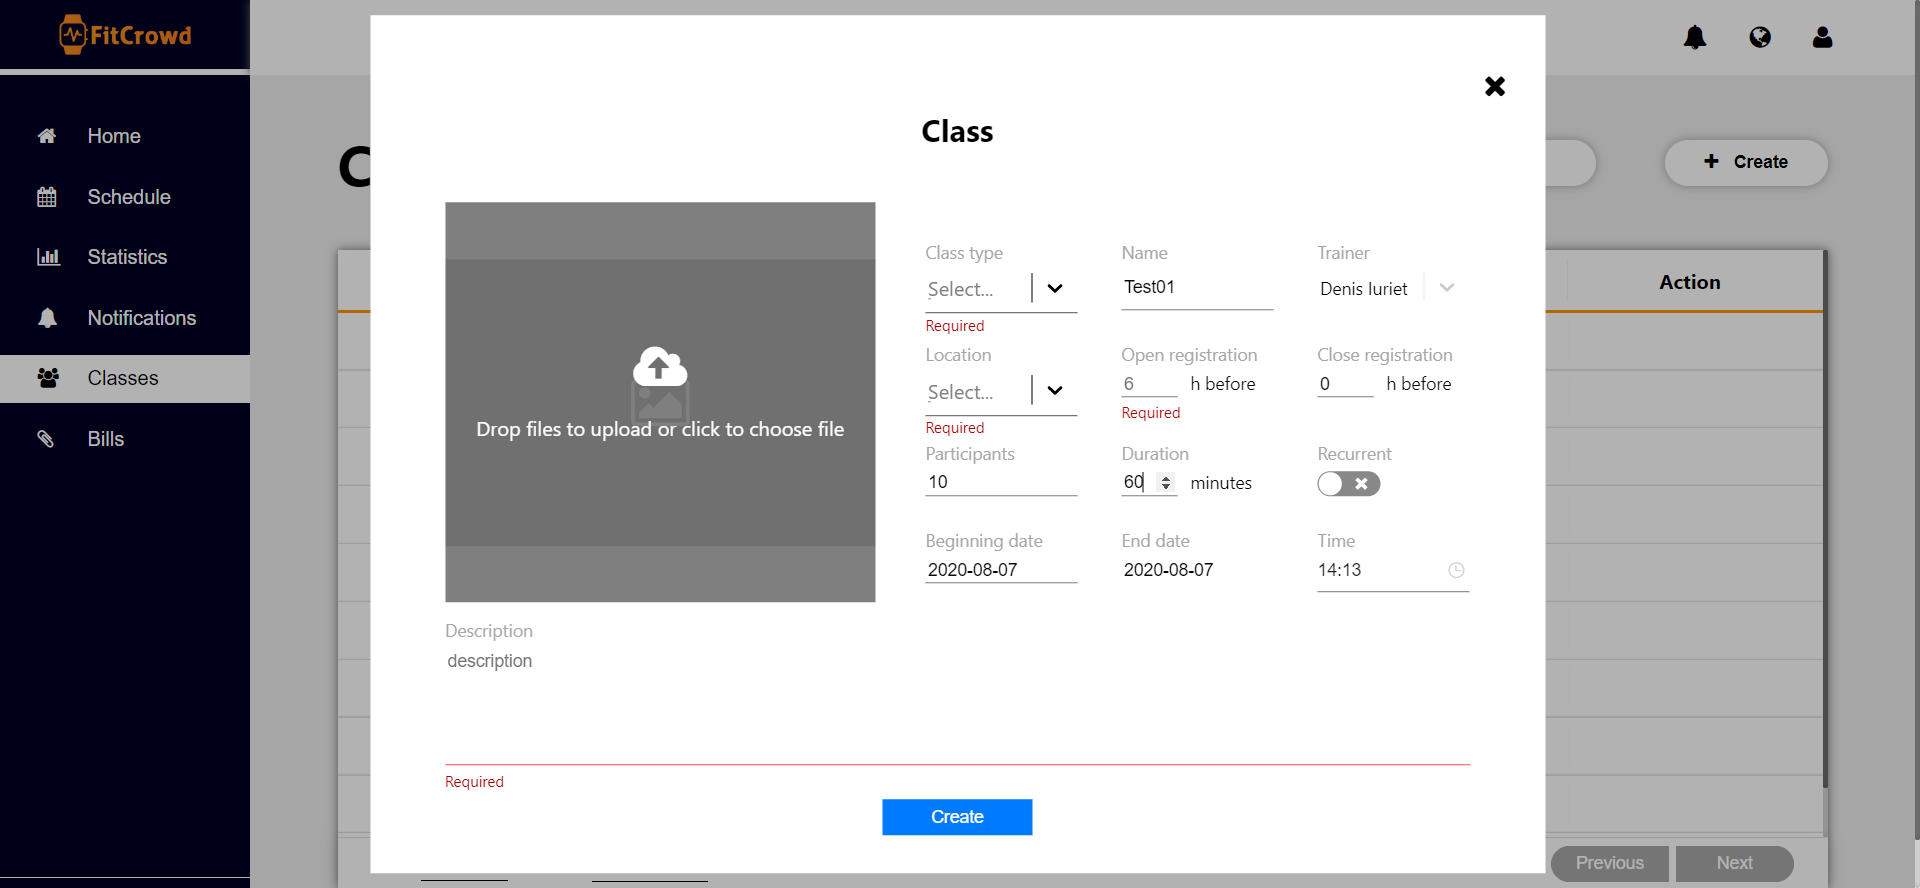 FitCrowd
Home
Schedule
Statistics
Notifications
Classes
Bills
C
Create
Action
Previous
Next
Class
Drop files to upload or click to choose file
Class type
Select...
Required
Name
Test01
Trainer
Denis Iuriet
Location
Select...
Required
Open registration
6 h before
Required
Close registration
0 h before
Participants
10
Duration
60 minutes
Recurrent
Beginning date
2020-08-07
End date
2020-08-07
Time
14:13
Description
description
Required
Create